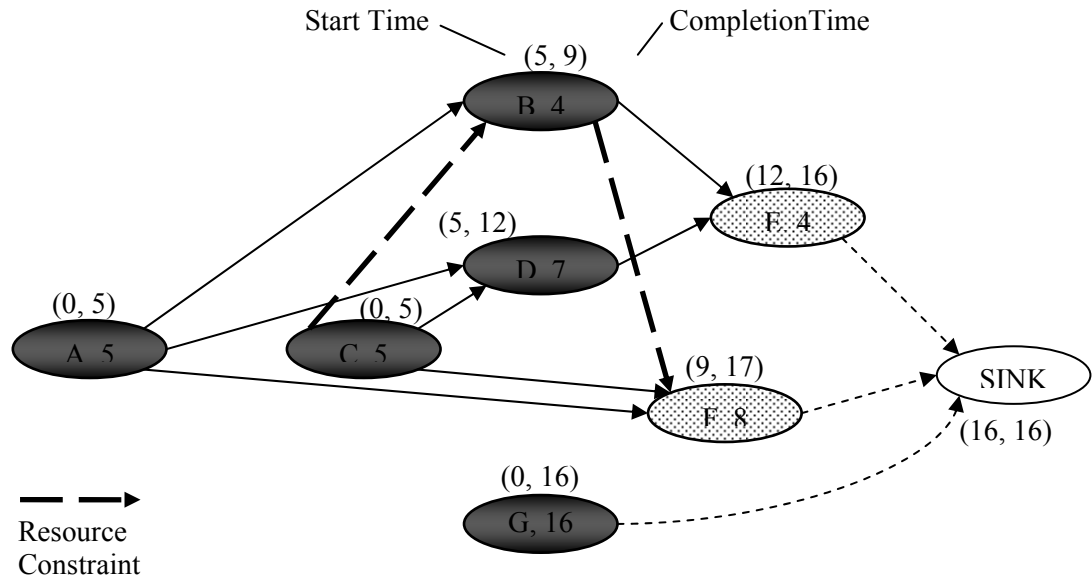 Start Time
CompletionTime
(5, 9)
B 4
(12, 16)
E 4
(5, 12)
D 7
(0, 5)
A 5
(0, 5)
C 5
(9, 17)
F 8
SINK
(16, 16)
(0, 16)
G, 16
Resource
Constraint